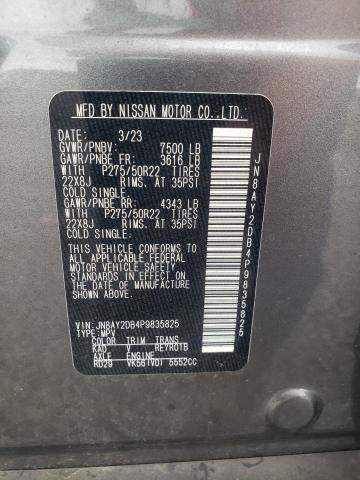 MFD BY NISSAN MOTOR CO.,LTD.
DATE: 3/23
GVWR/PNBV: 7500 LB
GAWR/PNBE FR: 3616 LB
WITH P275/50R22 TIRES
22X8J RIMS. AT 35PSI
COLD SINGLE.
GAWR/PNBE RR: 4343 LB
WITH P275/50R22 TIRES
22X8J RIMS. AT 35PSI
COLD SINGLE.
THIS VEHICLE CONFORMS TO
ALL APPLICABLE FEDERAL
MOTOR VEHICLE SAFETY
STANDARDS IN EFFECT ON
THE DATE OF MANUFACTURE
SHOWN ABOVE.
VIN:JN8AY2DB4P9835825
TYPE:MPV
COLOR TRIM TRANS
KAD V RE7R01B
AXLE ENGINE
RD29 VK56(VD) 5552CC
JN8AY2DB4P9835825